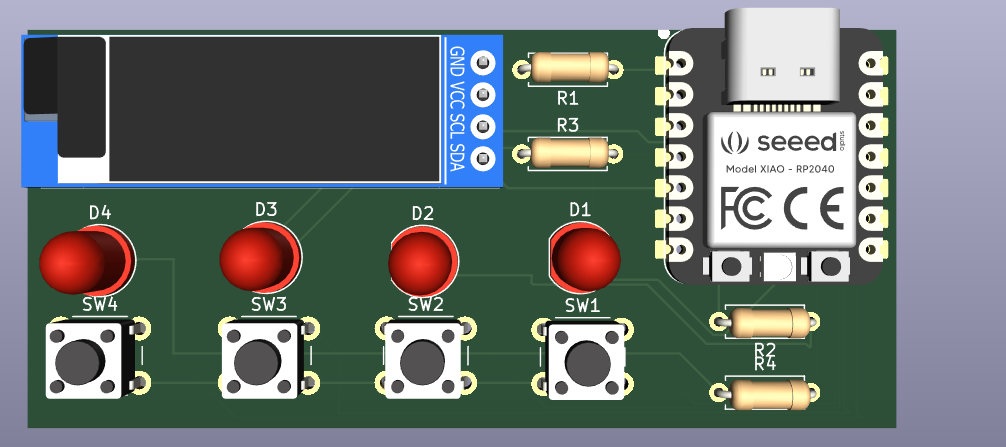 GND VCC SCL SDA
R1
R3
seeed studio
Model XIAO - RP2040
FCC CE
D4
D3
D2
D1
SW4
SW3
SW2
SW1
R2
R4